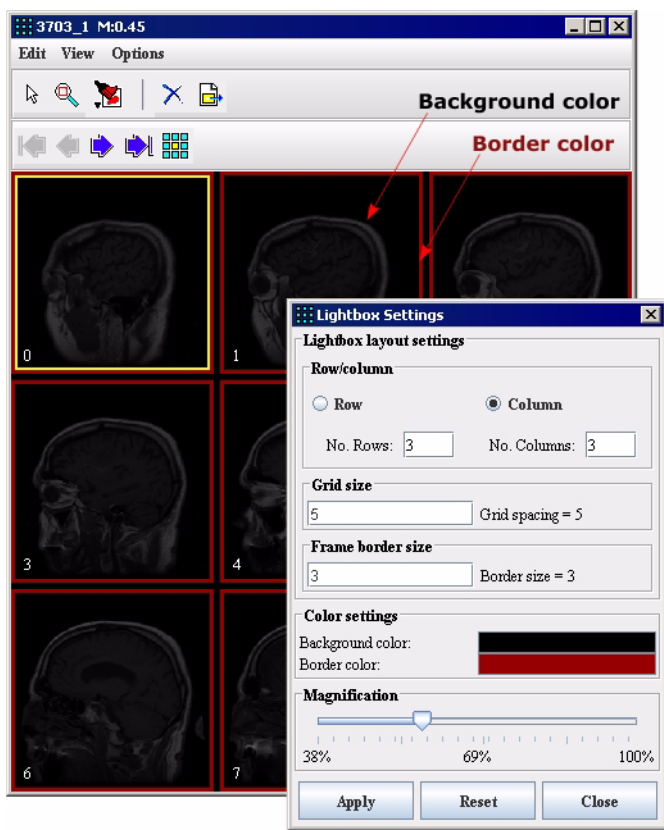 3703_1 M:0.45
Edit View Options
Background color
Border color
0
1
Lightbox Settings
Lightbox layout settings
Row/column
Row Column
No. Rows: 3 No. Columns: 3
Grid size
5 Grid spacing = 5
Frame border size
3 Border size = 3
3
4
Color settings
Background color:
Border color:
Magnification
38% 69% 100%
6
7
Apply Reset Close